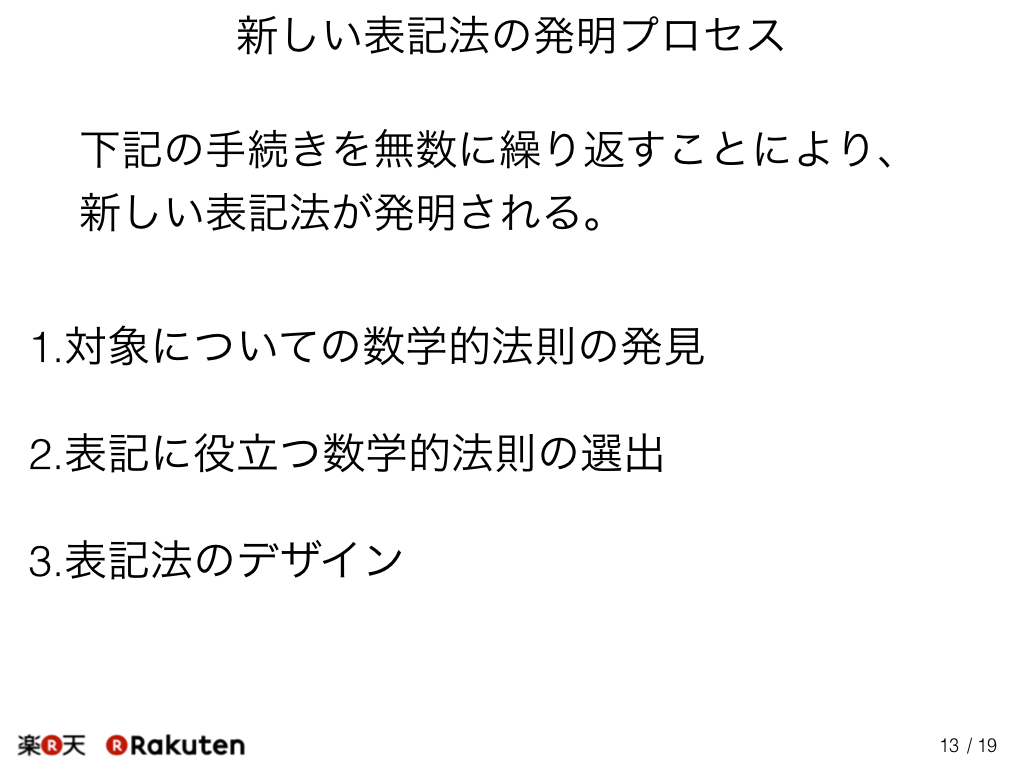 新しい表記法の発明プロセス
下記の手続きを無数に繰り返すことにより、
新しい表記法が発明される。
1.対象についての数学的法則の発見
2.表記に役立つ数学的法則の選出
3.表記法のデザイン
楽R天 R Rakuten 13 / 19